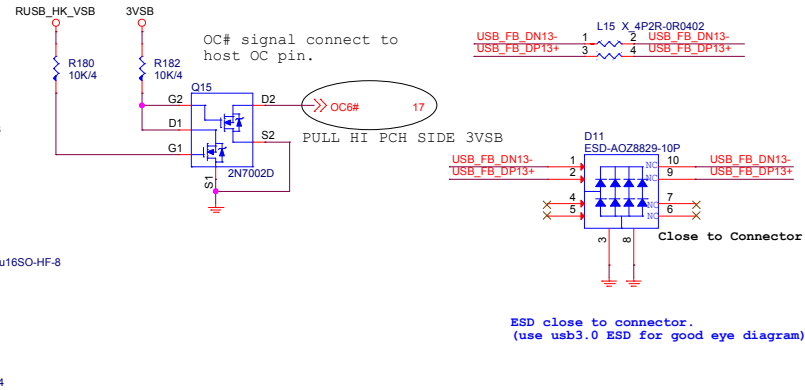 RUSB_HK_VSB
3VSB
R180
10K/4
R182
10K/4
OC# signal connect to
host OC pin.
Q15
G2
D2
D1
S2
G1
S1
2N7002D
OC6#
17
PULL HI PCH SIDE 3VSB
L15 X_4P2R-0R0402
USB_FB_DN13-
1
2
USB_FB_DN13-
USB_FB_DP13+
3
4
USB_FB_DP13+
D11
ESD-AOZ8829-10P
USB_FB_DN13-
1
NC
10
USB_FB_DN13-
USB_FB_DP13+
2
9
USB_FB_DP13+
4
NC
7
5
NC
6
3
8
Close to Connector
u16SO-HF-8
ESD close to connector.
(use usb3.0 ESD for good eye diagram)
4